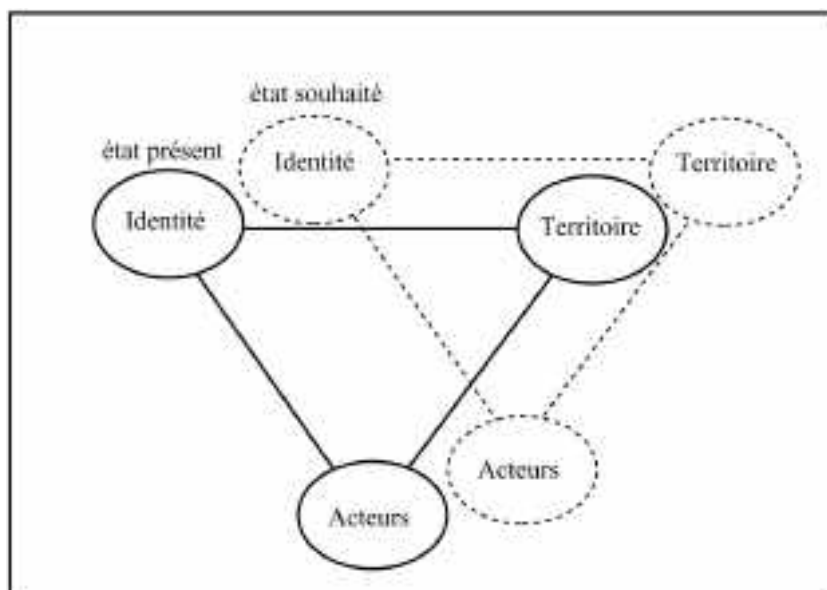 état souhaité
état présent
Identité
Territoire
Identité
Territoire
Acteurs
Acteurs